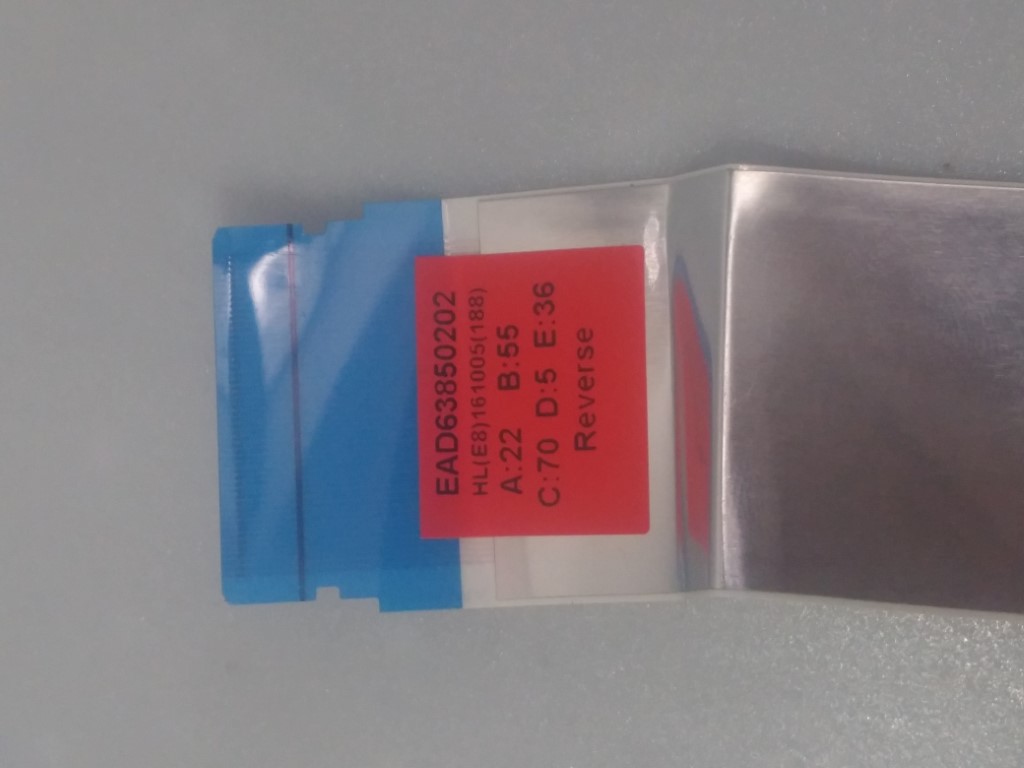 EAD63850202
HL(E8)161005(188)
A:22 B:55
C:70 D:5 E:36
Reverse